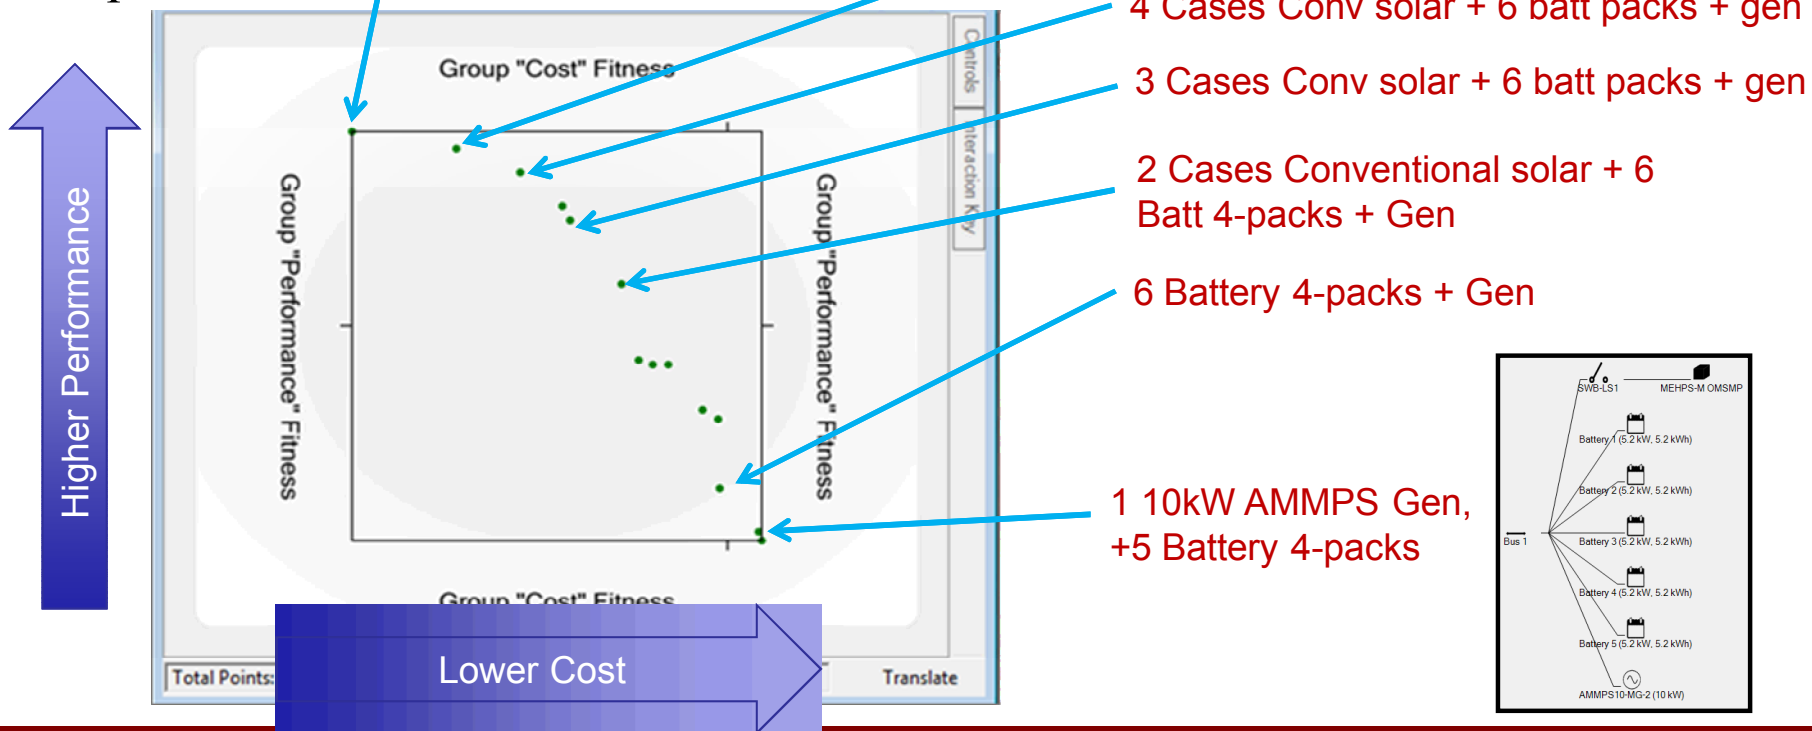 4 Cases Conv solar + 6 batt packs + gen
Controls
Group "Cost" Fitness
3 Cases Conv solar + 6 batt packs + gen
Interaction Key
2 Cases Conventional solar + 6
Batt 4-packs + Gen
Group "Performance" Fitness
Group "Performance" Fitness
Higher Performance
6 Battery 4-packs + Gen
SWB-LS1
MEHPS-M OMSMP
Battery 1 (5.2 kW, 5.2 kWh)
Battery 2 (5.2 kW, 5.2 kWh)
1 10kW AMMPS Gen,
+5 Battery 4-packs
Bus 1
Battery 3 (5.2 kW, 5.2 kWh)
Battery 4 (5.2 kW, 5.2 kWh)
Battery 5 (5.2 kW, 5.2 kWh)
AMMPS10-MG-2 (10 kW)
Group "Cost" Fitness
Lower Cost
Total Points:
Translate